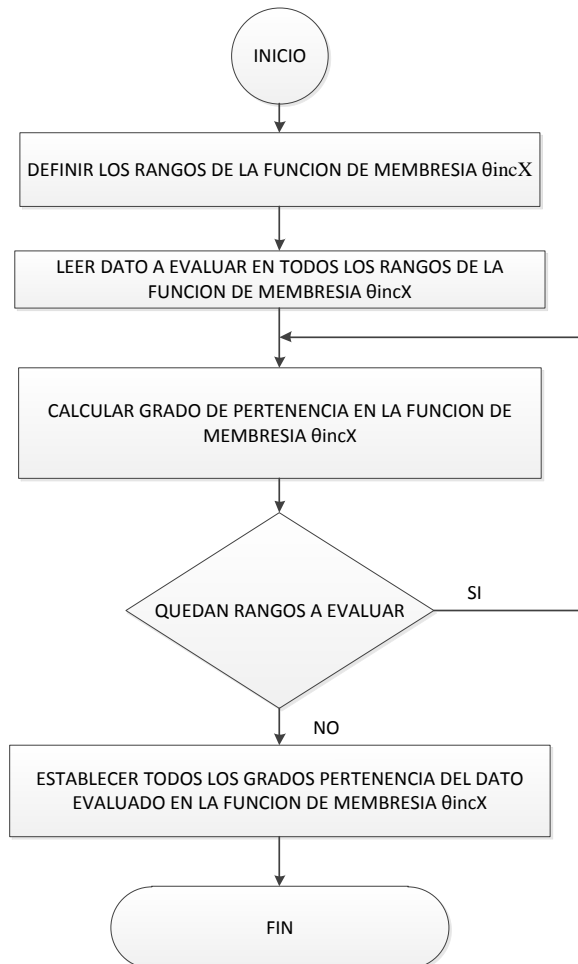 INICIO
DEFINIR LOS RANGOS DE LA FUNCION DE MEMBRESIA θincX
LEER DATO A EVALUAR EN TODOS LOS RANGOS DE LA
FUNCION DE MEMBRESIA θincX
CALCULAR GRADO DE PERTENENCIA EN LA FUNCION DE
MEMBRESIA θincX
QUEDAN RANGOS A EVALUAR
SI
NO
ESTABLECER TODOS LOS GRADOS PERTENENCIA DEL DATO
EVALUADO EN LA FUNCION DE MEMBRESIA θincX
FIN